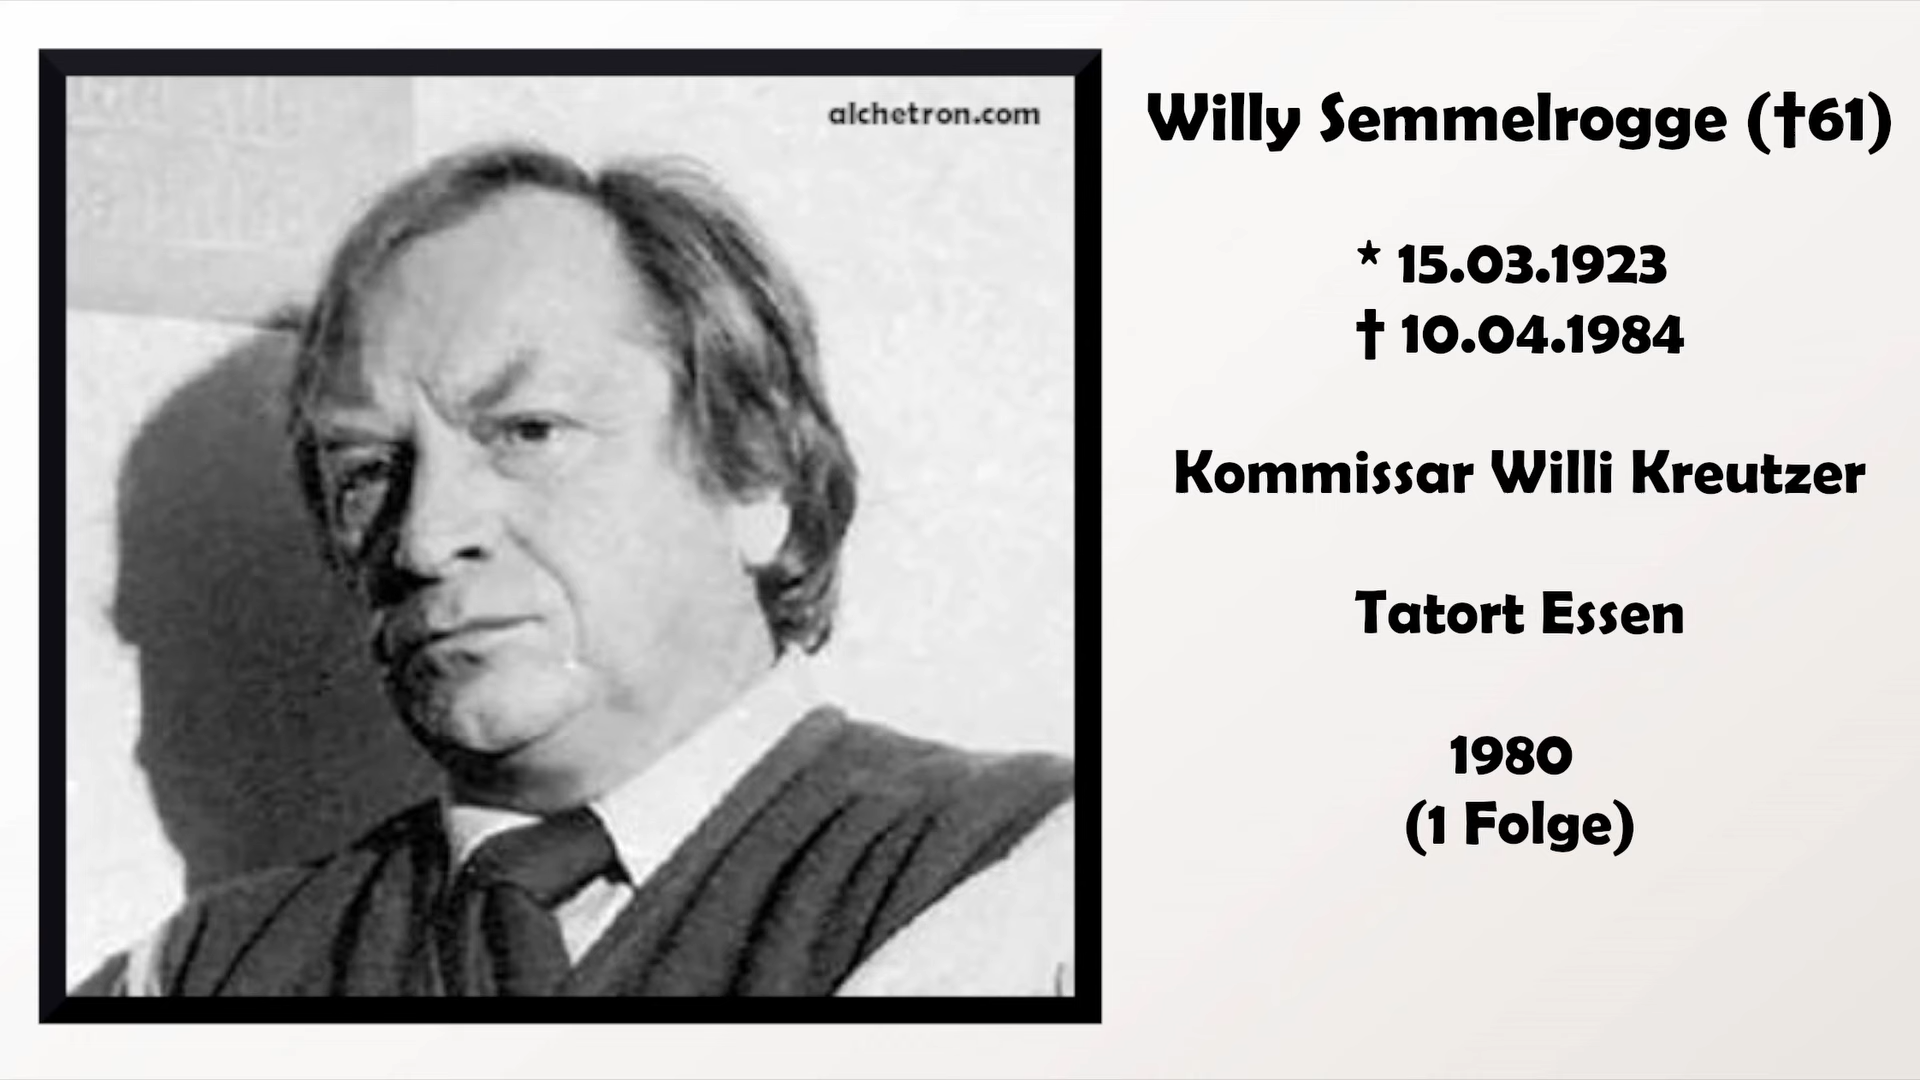 alchetron.com
Willy Semmelrogge (†61)
* 15.03.1923
† 10.04.1984
Kommissar Willi Kreutzer
Tatort Essen
1980
(1 Folge)